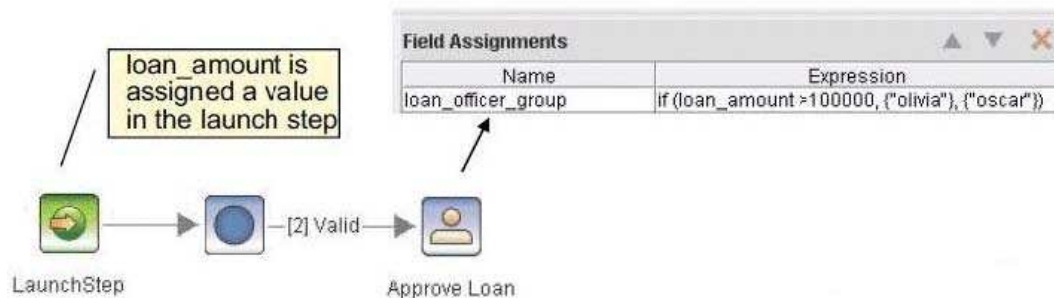 loan_amount is
assigned a value
in the launch step
Field Assignments
Name Expression
loan_officer_group if (loan_amount >100000, {"olivia"}, {"oscar"})
[2] Valid
LaunchStep
Approve Loan